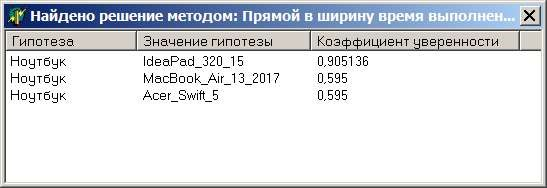 Найдено решение методом: Прямой в ширину время выполнен...
Гипотеза Значение гипотезы Коэффициент уверенности
Ноутбук IdeaPad_320_15 0,905136
Ноутбук MacBook_Air_13_2017 0,595
Ноутбук Acer_Swift_5 0,595